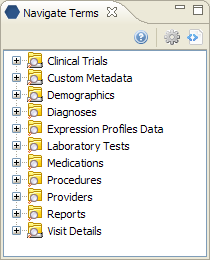 Navigate Terms
Clinical Trials
Custom Metadata
Demographics
Diagnoses
Expression Profiles Data
Laboratory Tests
Medications
Procedures
Providers
Reports
Visit Details